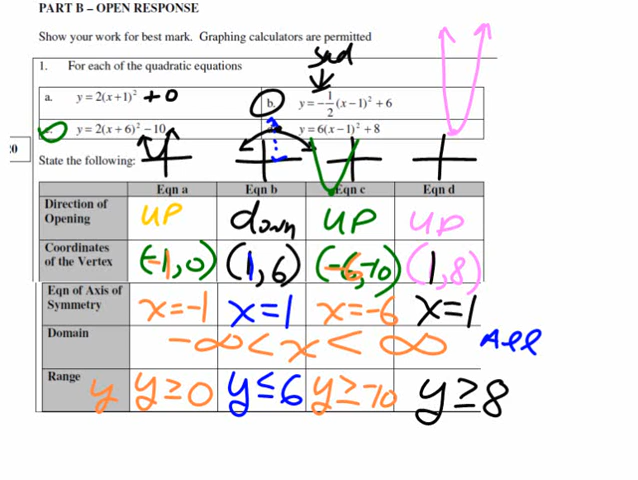 PART B – OPEN RESPONSE
Show your work for best mark. Graphing calculators are permitted
1. For each of the quadratic equations
a. y = 2(x+1)² + 0
b. y = -1/2 (x-1)² + 6
y = 2(x+6)² - 10
y = 6(x-1)² + 8
State the following:
Eqn a Eqn b Eqn c Eqn d
Direction of Opening UP down UP UP
Coordinates of the Vertex (-1,0) (1,6) (-6,-10) (1,8)
Eqn of Axis of Symmetry x=-1 x=1 x=-6 x=1
Domain -∞ < x < ∞ All
Range y y≥0 y≤6 y≥-10 y≥8